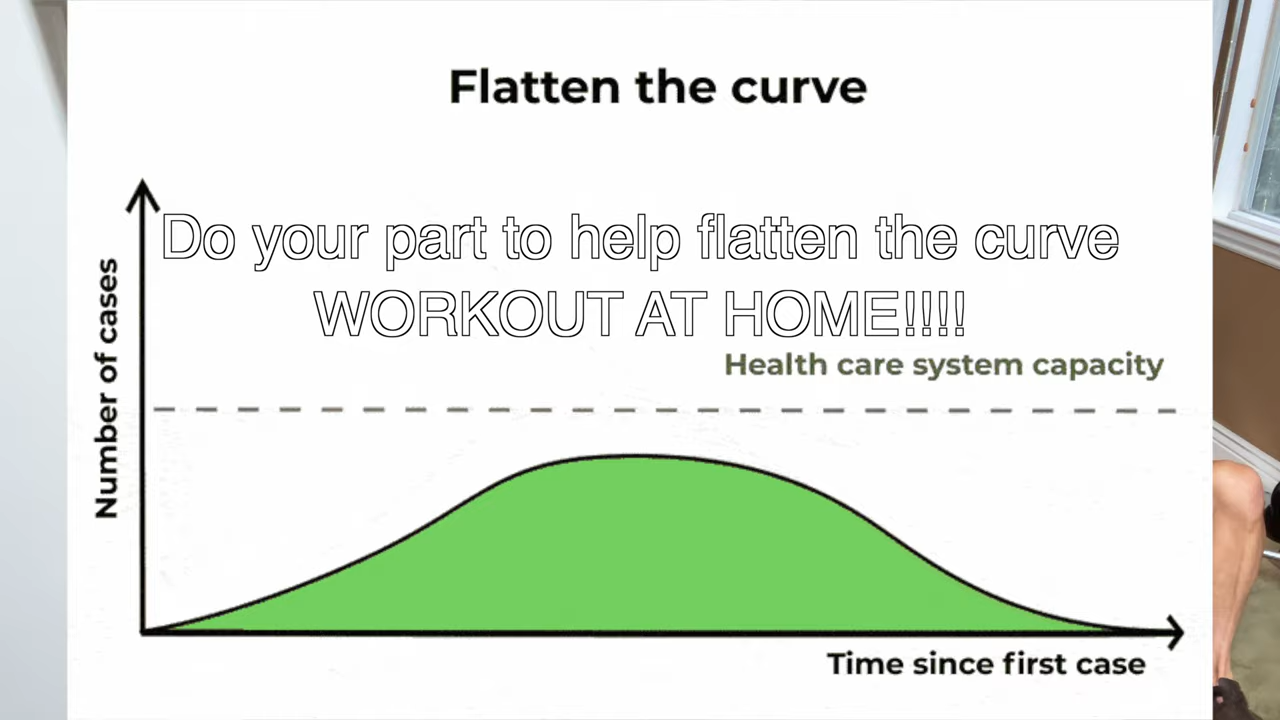 Flatten the curve
Do your part to help flatten the curve
WORKOUT AT HOME!!!!
Health care system capacity
Number of cases
Time since first case